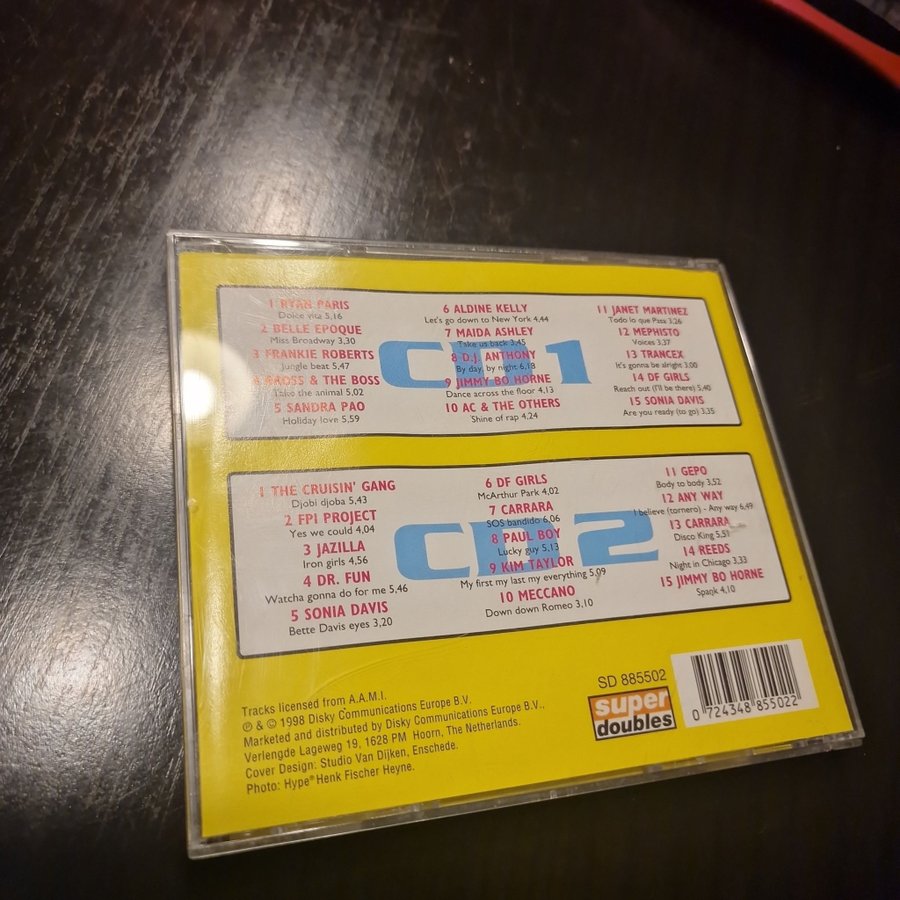 CD1
1 RYAN PARIS
Dolce vita 5,16
2 BELLE EPOQUE
Miss Broadway 3,30
3 FRANKIE ROBERTS
Jungle beat 5,47
4 BROSS & THE BOSS
Take the animal 5,02
5 SANDRA PAO
Holiday love 5,59
6 ALDINE KELLY
Let's go down to New York 4,44
7 MAIDA ASHLEY
Take us back 3,45
8 D.J. ANTHONY
By day, by night 6,18
9 JIMMY BO HORNE
Dance across the floor 4,13
10 AC & THE OTHERS
Shine of rap 4,24
11 JANET MARTINEZ
Todo lo que Pasa 3,26
12 MEPHISTO
Voices 3,37
13 TRANCEX
It's gonna be alright 3,00
14 DF GIRLS
Reach out (I'll be there) 5,40
15 SONIA DAVIS
Are you ready (to go) 3,35
CD2
1 THE CRUISIN' GANG
Djobi djoba 5,43
2 FPI PROJECT
Yes we could 4,04
3 JAZILLA
Iron girls 4,56
4 DR. FUN
Watcha gonna do for me 5,46
5 SONIA DAVIS
Bette Davis eyes 3,20
6 DF GIRLS
McArthur Park 4,02
7 CARRARA
SOS bandido 6,06
8 PAUL BOY
Lucky guy 5,13
9 KIM TAYLOR
My first my last my everything 5,09
10 MECCANO
Down down Romeo 3,10
11 GEPO
Body to body 3,52
12 ANY WAY
I believe (tornero) - Any way 6,49
13 CARRARA
Disco King 5,51
14 REEDS
Night in Chicago 3,33
15 JIMMY BO HORNE
Spank 4,10
Tracks licensed from A.A.M.I.
℗ & © 1998 Disky Communications Europe B.V.
Marketed and distributed by Disky Communications Europe B.V.,
Verlengde Lageweg 19, 1628 PM Hoorn, The Netherlands.
Cover Design: Studio Van Dijken, Enschede.
Photo: Hype® Henk Fischer Heyne.
SD 885502
super
doubles
0 724348 855022